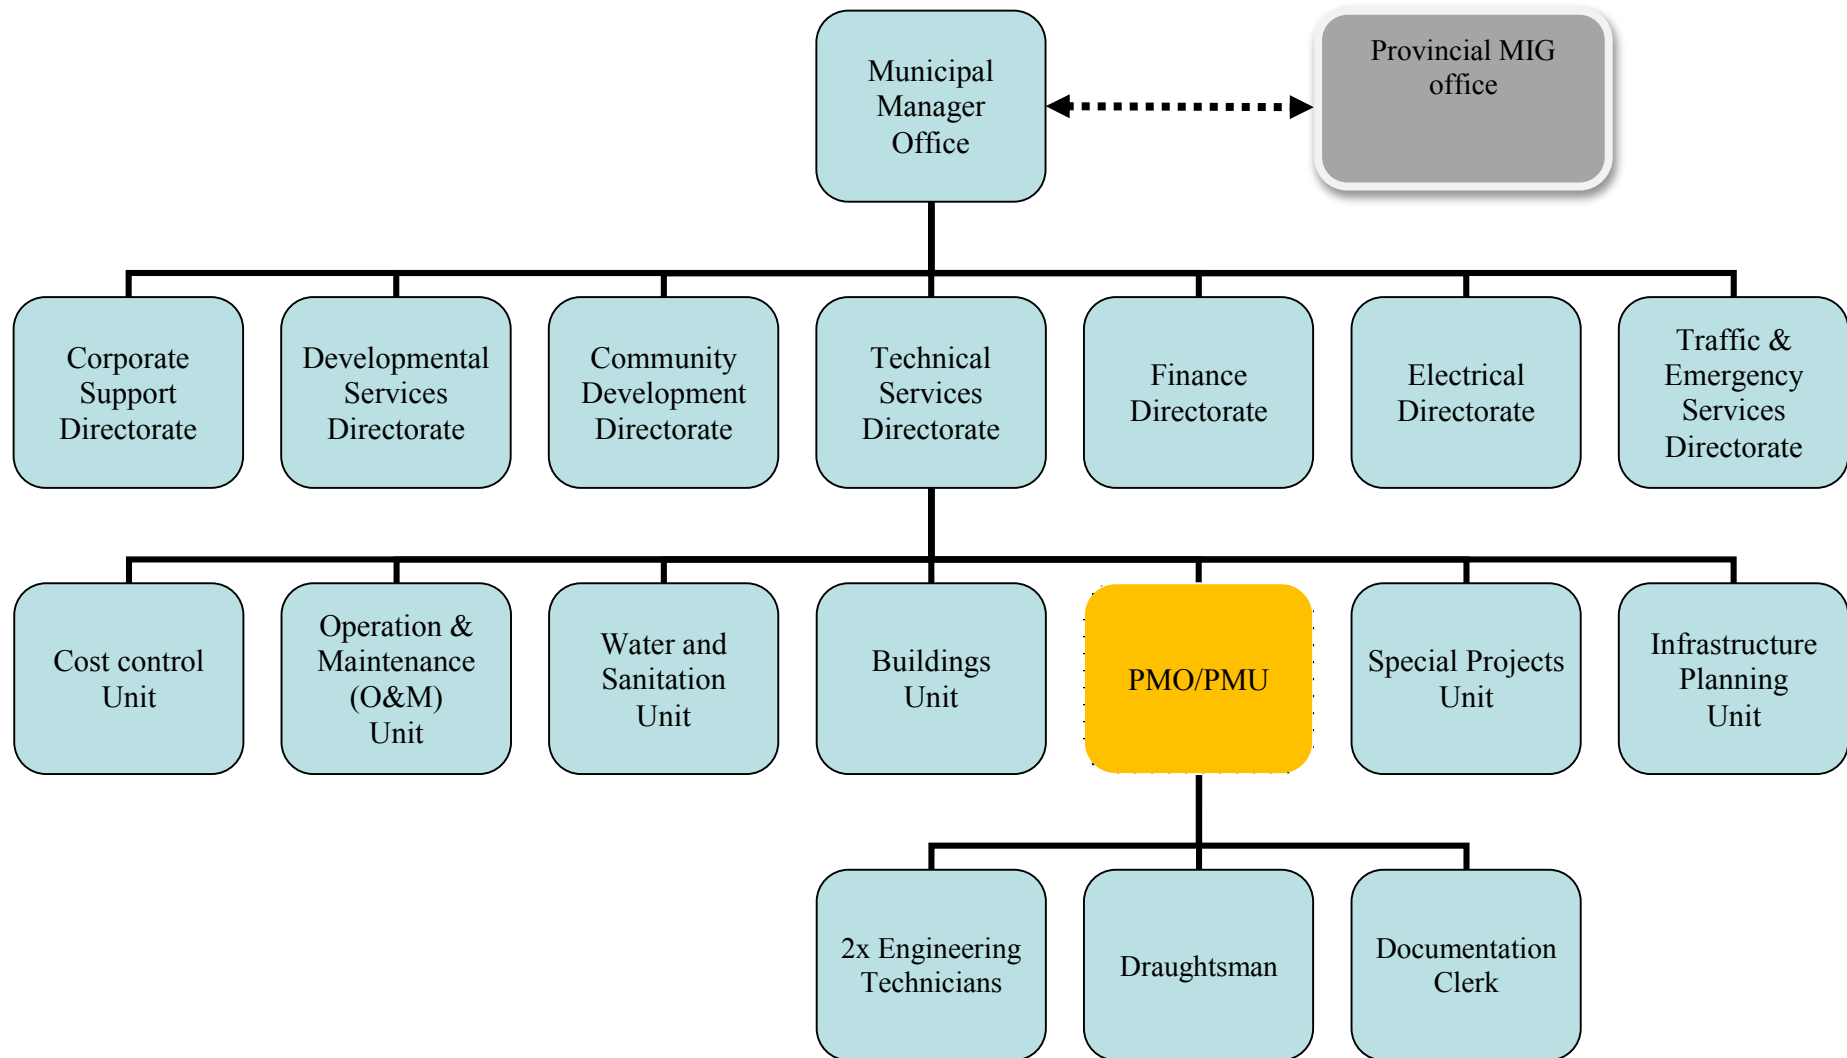 Municipal
Manager
Office
Provincial MIG
office
Corporate
Support
Directorate
Developmental
Services
Directorate
Community
Development
Directorate
Technical
Services
Directorate
Finance
Directorate
Electrical
Directorate
Traffic &
Emergency
Services
Directorate
Cost control
Unit
Operation &
Maintenance
(O&M)
Unit
Water and
Sanitation
Unit
Buildings
Unit
PMO/PMU
Special Projects
Unit
Infrastructure
Planning
Unit
2x Engineering
Technicians
Draughtsman
Documentation
Clerk